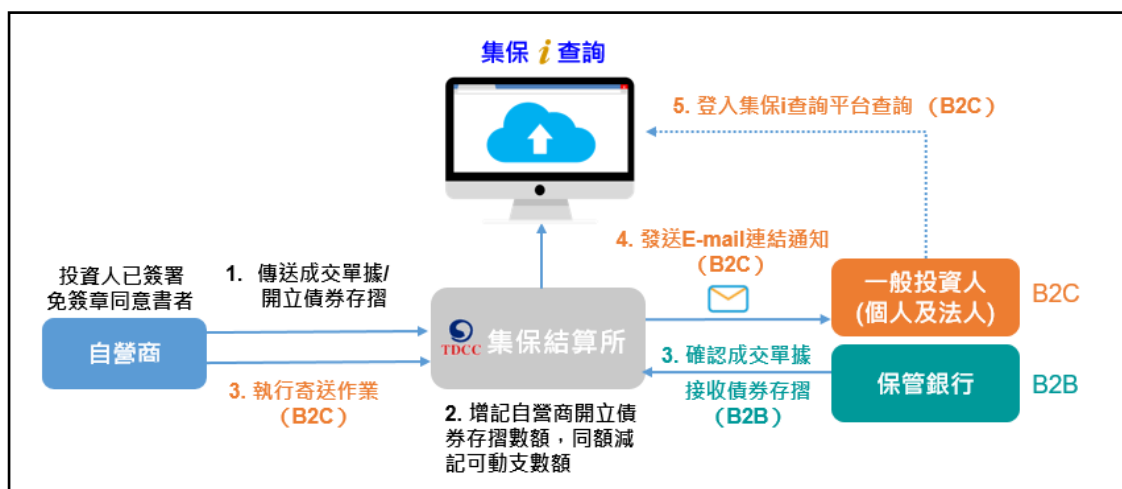 集保 i 查詢
5. 登入集保i查詢平台查詢 （B2C）
4. 發送E-mail連結通知
（B2C）
投資人已簽署
免簽章同意書者
1. 傳送成交單據/
開立債券存摺
自營商
TDCC 集保結算所
一般投資人
(個人及法人)
B2C
3. 執行寄送作業
（B2C）
3. 確認成交單據
接收債券存摺
（B2B）
保管銀行
B2B
2. 增記自營商開立債
券存摺數額，同額減
記可動支數額